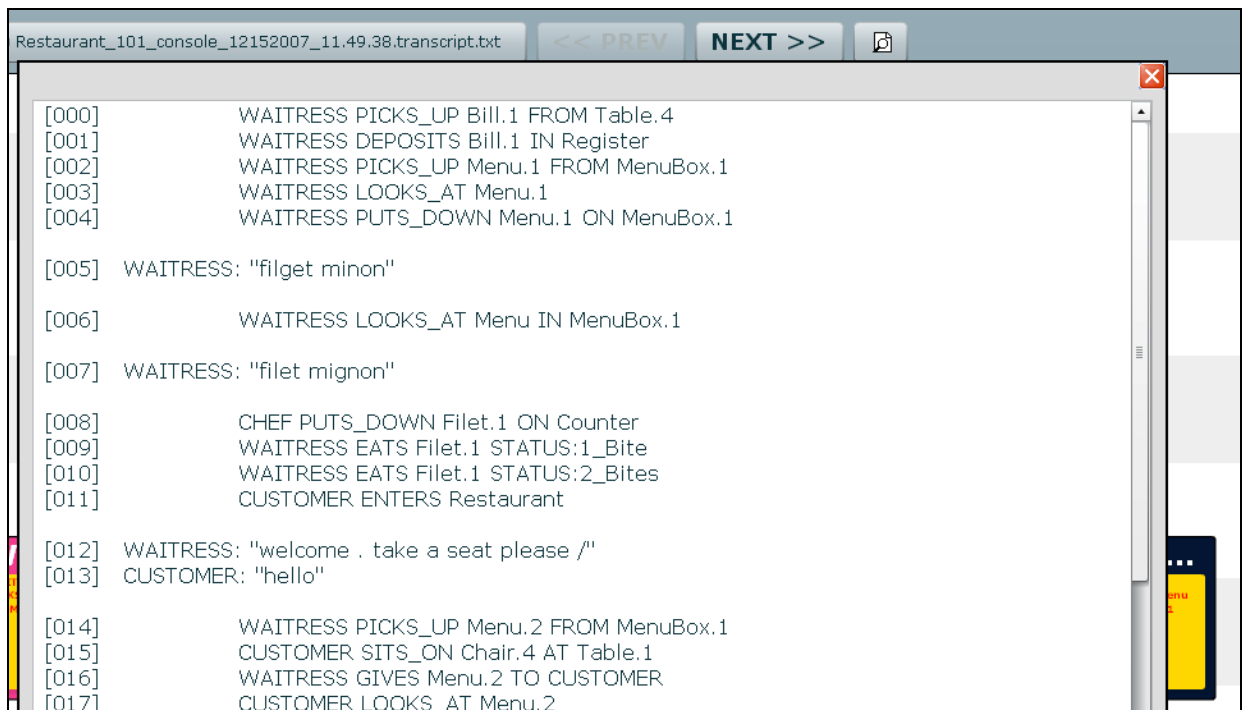 Restaurant_101_console_12152007_11.49.38.transcript.txt << PREV NEXT >>
[000] WAITRESS PICKS_UP Bill.1 FROM Table.4
[001] WAITRESS DEPOSITS Bill.1 IN Register
[002] WAITRESS PICKS_UP Menu.1 FROM MenuBox.1
[003] WAITRESS LOOKS_AT Menu.1
[004] WAITRESS PUTS_DOWN Menu.1 ON MenuBox.1
[005] WAITRESS: "filget minon"
[006] WAITRESS LOOKS_AT Menu IN MenuBox.1
[007] WAITRESS: "filet mignon"
[008] CHEF PUTS_DOWN Filet.1 ON Counter
[009] WAITRESS EATS Filet.1 STATUS:1_Bite
[010] WAITRESS EATS Filet.1 STATUS:2_Bites
[011] CUSTOMER ENTERS Restaurant
[012] WAITRESS: "welcome . take a seat please /"
[013] CUSTOMER: "hello"
[014] WAITRESS PICKS_UP Menu.2 FROM MenuBox.1
[015] CUSTOMER SITS_ON Chair.4 AT Table.1
[016] WAITRESS GIVES Menu.2 TO CUSTOMER
[017] CUSTOMER LOOKS_AT Menu.2